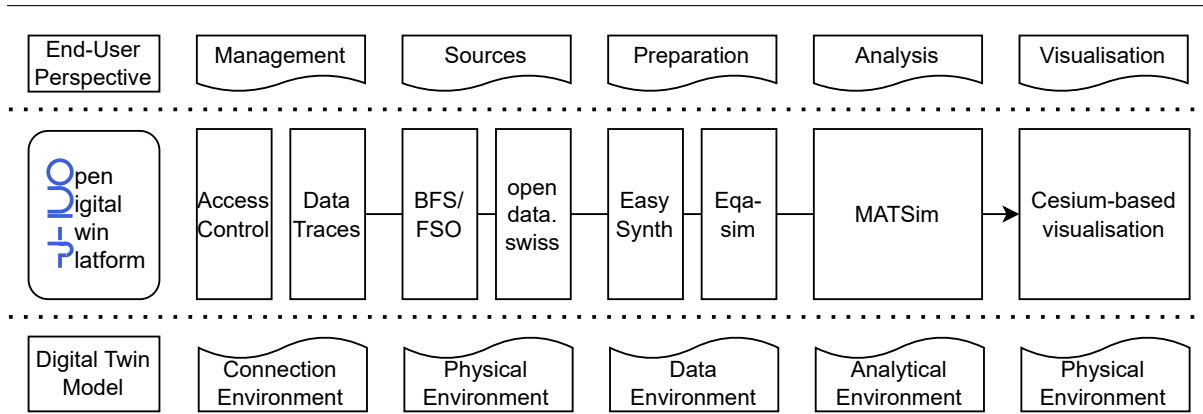 End-User
Perspective
Management
Sources
Preparation
Analysis
Visualisation
Open
Digital
Twin
Platform
Access
Control
Data
Traces
BFS/
FSO
open
data.
swiss
Easy
Synth
Eqa-
sim
MATSim
Cesium-based
visualisation
Digital Twin
Model
Connection
Environment
Physical
Environment
Data
Environment
Analytical
Environment
Physical
Environment